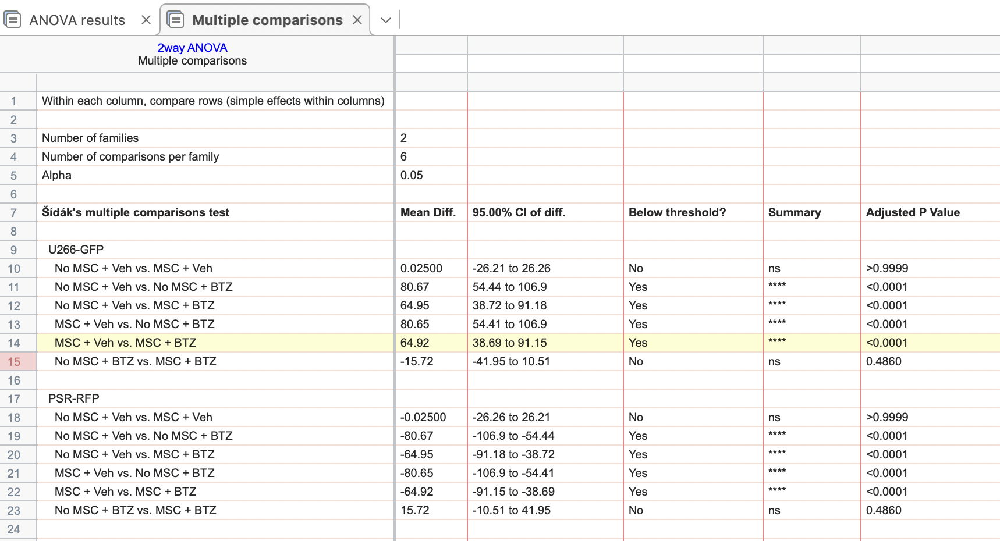 ANOVA results
Multiple comparisons
2way ANOVA
Multiple comparisons
1 Within each column, compare rows (simple effects within columns)
2
3 Number of families 2
4 Number of comparisons per family 6
5 Alpha 0.05
6
7 Šídák's multiple comparisons test Mean Diff. 95.00% CI of diff. Below threshold? Summary Adjusted P Value
8
9 U266-GFP
10 No MSC + Veh vs. MSC + Veh 0.02500 -26.21 to 26.26 No ns >0.9999
11 No MSC + Veh vs. No MSC + BTZ 80.67 54.44 to 106.9 Yes **** <0.0001
12 No MSC + Veh vs. MSC + BTZ 64.95 38.72 to 91.18 Yes **** <0.0001
13 MSC + Veh vs. No MSC + BTZ 80.65 54.41 to 106.9 Yes **** <0.0001
14 MSC + Veh vs. MSC + BTZ 64.92 38.69 to 91.15 Yes **** <0.0001
15 No MSC + BTZ vs. MSC + BTZ -15.72 -41.95 to 10.51 No ns 0.4860
16
17 PSR-RFP
18 No MSC + Veh vs. MSC + Veh -0.02500 -26.26 to 26.21 No ns >0.9999
19 No MSC + Veh vs. No MSC + BTZ -80.67 -106.9 to -54.44 Yes **** <0.0001
20 No MSC + Veh vs. MSC + BTZ -64.95 -91.18 to -38.72 Yes **** <0.0001
21 MSC + Veh vs. No MSC + BTZ -80.65 -106.9 to -54.41 Yes **** <0.0001
22 MSC + Veh vs. MSC + BTZ -64.92 -91.15 to -38.69 Yes **** <0.0001
23 No MSC + BTZ vs. MSC + BTZ 15.72 -10.51 to 41.95 No ns 0.4860
24